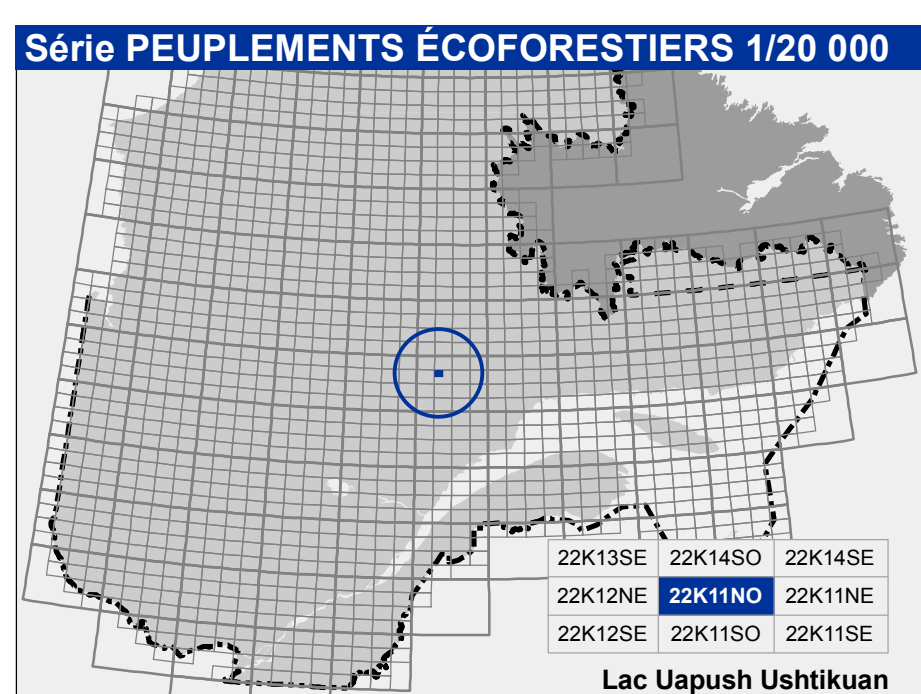 Série PEUPLEMENTS ÉCOFORESTIERS 1/20 000
22K13SE 22K14SO 22K14SE
22K12NE 22K11NO 22K11NE
22K12SE 22K11SO 22K11SE
Lac Uapush Ushtikuan